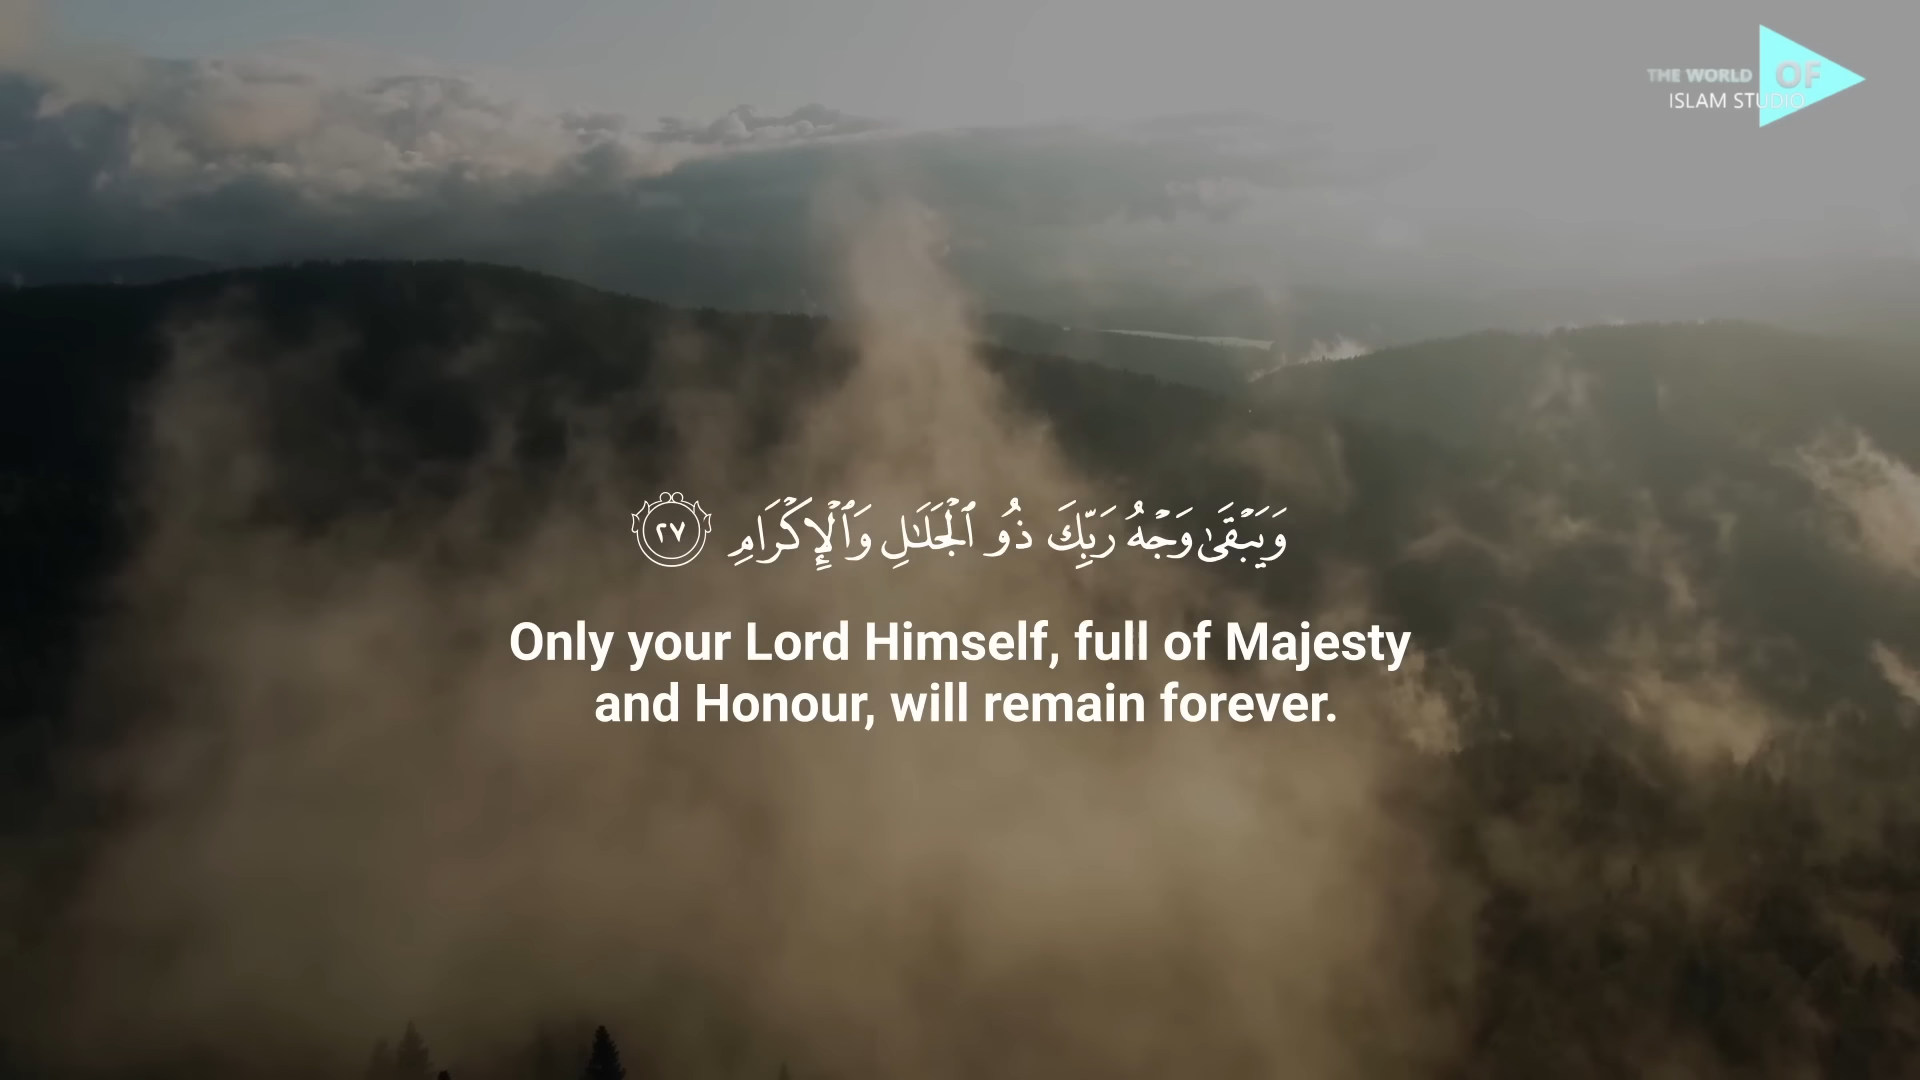 THE WORLD OF
ISLAM STUDIO
وَيَبۡقَىٰ وَجۡهُ رَبِّكَ ذُو ٱلۡجَلَـٰلِ وَٱلۡإِكۡرَامِ ٢٧
Only your Lord Himself, full of Majesty
and Honour, will remain forever.